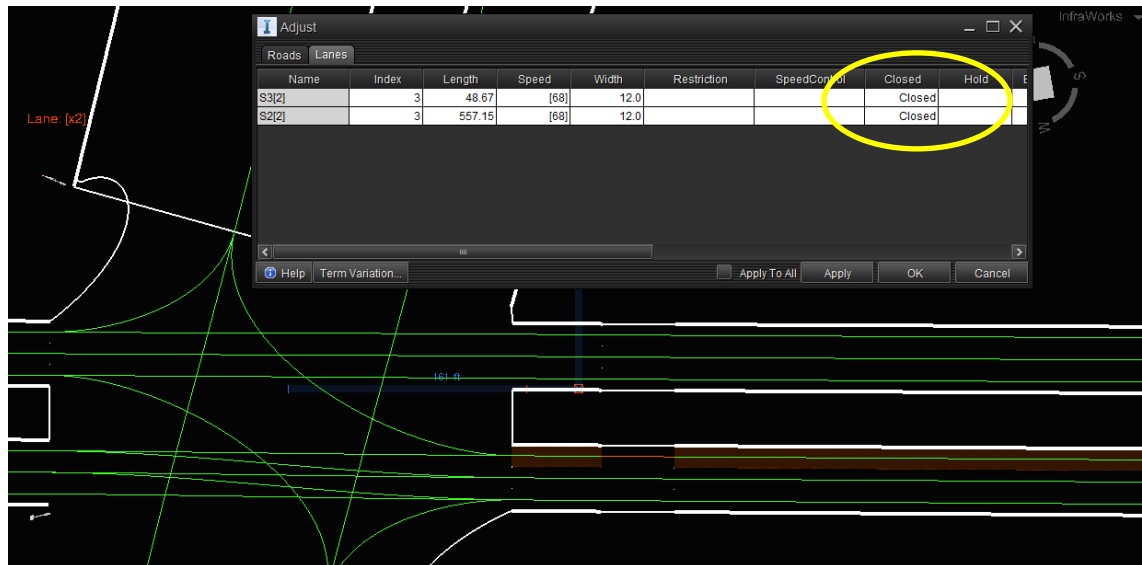 InfraWorks
Adjust
Roads Lanes
Name Index Length Speed Width Restriction SpeedControl Closed Hold
S3[2] 3 48.67 [68] 12.0 Closed
S2[2] 3 557.15 [68] 12.0 Closed
Lane: [x2]
S
W
Help Term Variation... Apply To All Apply OK Cancel
161 ft